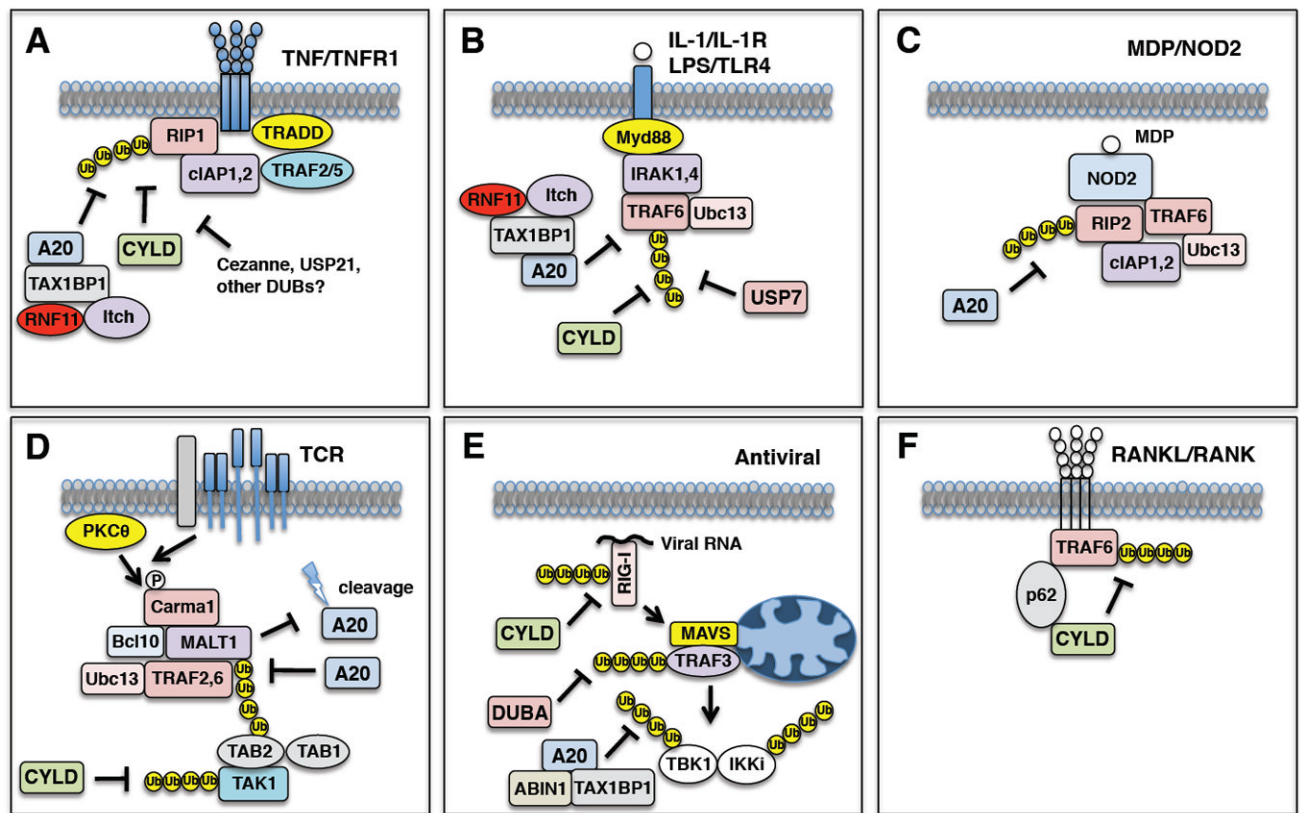 A
TNF/TNFR1
RIP1
TRADD
cIAP1,2
TRAF2/5
Ub Ub Ub Ub
A20
CYLD
TAX1BP1
RNF11
Itch
Cezanne, USP21,
other DUBs?
B
IL-1/IL-1R
LPS/TLR4
Myd88
IRAK1,4
TRAF6
Ubc13
RNF11
Itch
TAX1BP1
A20
Ub
Ub
Ub
Ub
USP7
CYLD
C
MDP/NOD2
MDP
NOD2
RIP2
TRAF6
Ubc13
cIAP1,2
Ub Ub Ub Ub
A20
D
TCR
PKCθ
P
Carma1
Bcl10
MALT1
Ubc13
TRAF2,6
cleavage
A20
A20
Ub
Ub
Ub
Ub
TAB2
TAB1
CYLD
Ub Ub Ub Ub
TAK1
E
Antiviral
Viral RNA
RIG-I
Ub Ub Ub Ub
CYLD
MAVS
TRAF3
Ub Ub Ub Ub
DUBA
Ub Ub Ub Ub
A20
ABIN1
TAX1BP1
TBK1
IKKi
Ub Ub Ub Ub
F
RANKL/RANK
TRAF6
Ub Ub Ub Ub
p62
CYLD